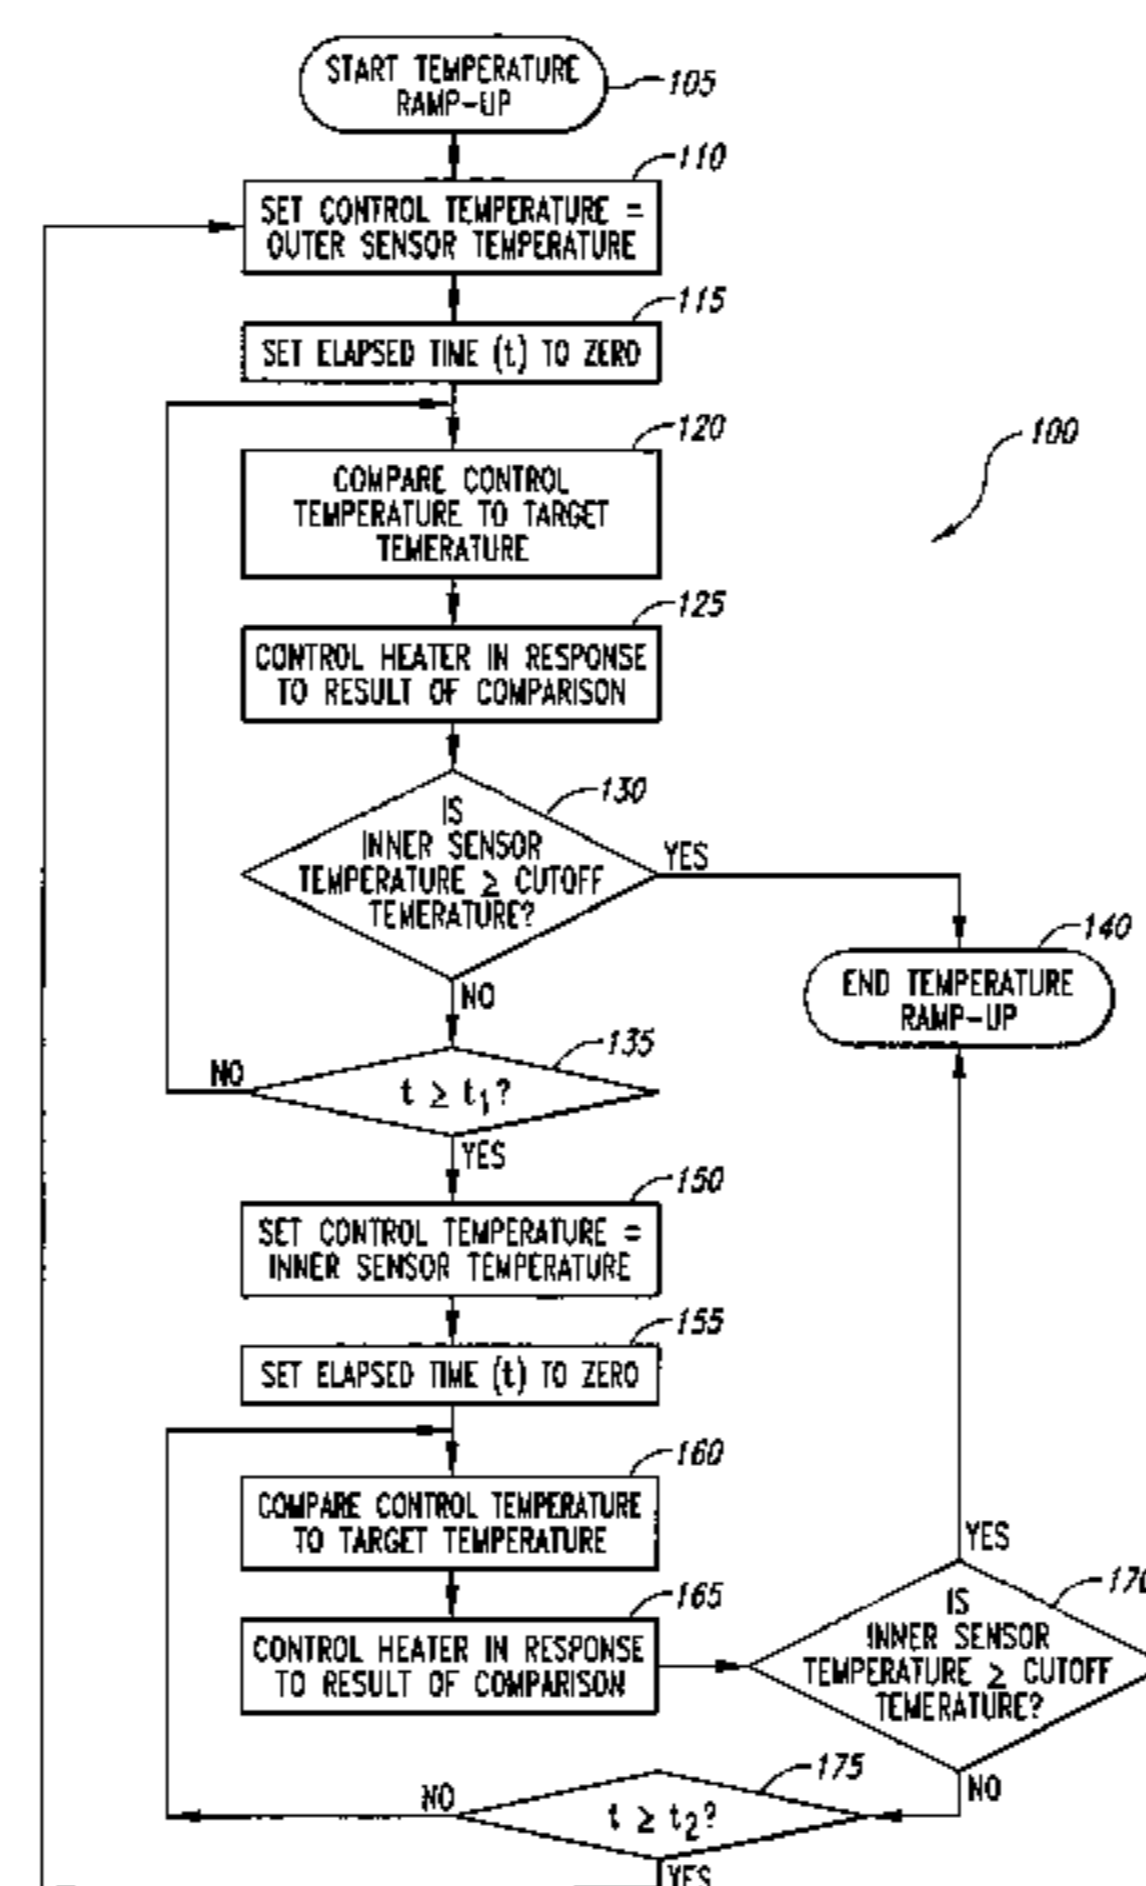 START TEMPERATURE
RAMP-UP
105
110
SET CONTROL TEMPERATURE =
OUTER SENSOR TEMPERATURE
115
SET ELAPSED TIME (t) TO ZERO
120
100
COMPARE CONTROL
TEMPERATURE TO TARGET
TEMERATURE
125
CONTROL HEATER IN RESPONSE
TO RESULT OF COMPARISON
130
IS
INNER SENSOR
TEMPERATURE ≥ CUTOFF
TEMERATURE?
YES
140
END TEMPERATURE
RAMP-UP
NO
135
NO
t ≥ t₁?
YES
150
SET CONTROL TEMPERATURE =
INNER SENSOR TEMPERATURE
155
SET ELAPSED TIME (t) TO ZERO
160
COMPARE CONTROL TEMPERATURE
TO TARGET TEMPERATURE
YES
165
170
CONTROL HEATER IN RESPONSE
TO RESULT OF COMPARISON
IS
INNER SENSOR
TEMPERATURE ≥ CUTOFF
TEMERATURE?
175
NO
NO
t ≥ t₂?
YES